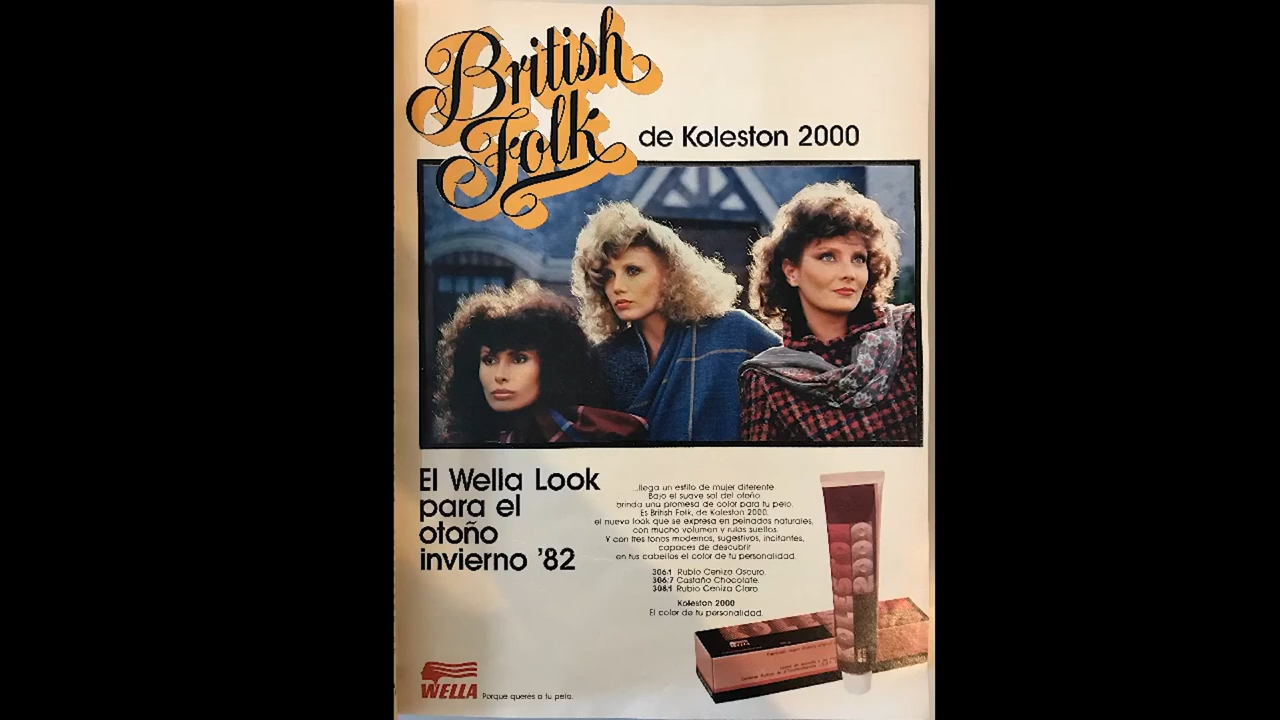 British
Folk
de Koleston 2000
El Wella Look
para el
otoño
invierno '82
...llega un estilo de mujer diferente.
Bajo el suave sol del otoño
brinda una promesa de color para tu pelo.
Es British Folk, de Koleston 2000,
el nuevo look que se expresa en peinados naturales,
con mucho volumen y rulos sueltos.
Y con tres tonos modernos, sugestivos, incitantes,
capaces de descubrir
en tus cabellos el color de tu personalidad.
306/1 Rubio Ceniza Oscuro.
306/7 Castaño Chocolate.
308/1 Rubio Ceniza Claro
Koleston 2000
El color de tu personalidad.
WELLA
WELLA Porque queres a tu pelo.